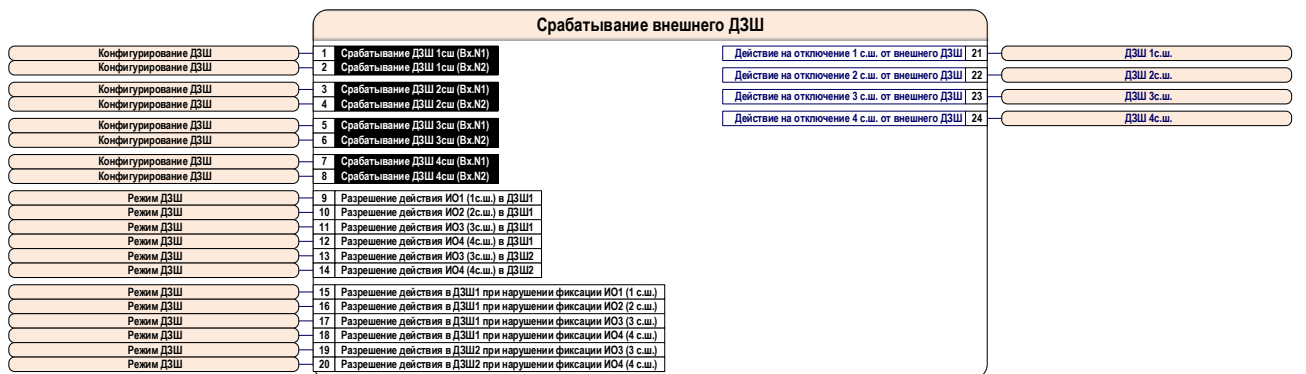 Срабатывание внешнего ДЗШ
Конфигурирование ДЗШ 1 Срабатывание ДЗШ 1сш (Вх.N1) Действие на отключение 1 с.ш. от внешнего ДЗШ 21 ДЗШ 1с.ш.
Конфигурирование ДЗШ 2 Срабатывание ДЗШ 1сш (Вх.N2)
Действие на отключение 2 с.ш. от внешнего ДЗШ 22 ДЗШ 2с.ш.
Конфигурирование ДЗШ 3 Срабатывание ДЗШ 2сш (Вх.N1)
Действие на отключение 3 с.ш. от внешнего ДЗШ 23 ДЗШ 3с.ш.
Конфигурирование ДЗШ 4 Срабатывание ДЗШ 2сш (Вх.N2)
Действие на отключение 4 с.ш. от внешнего ДЗШ 24 ДЗШ 4с.ш.
Конфигурирование ДЗШ 5 Срабатывание ДЗШ 3сш (Вх.N1)
Конфигурирование ДЗШ 6 Срабатывание ДЗШ 3сш (Вх.N2)
Конфигурирование ДЗШ 7 Срабатывание ДЗШ 4сш (Вх.N1)
Конфигурирование ДЗШ 8 Срабатывание ДЗШ 4сш (Вх.N2)
Режим ДЗШ 9 Разрешение действия ИО1 (1с.ш.) в ДЗШ1
Режим ДЗШ 10 Разрешение действия ИО2 (2с.ш.) в ДЗШ1
Режим ДЗШ 11 Разрешение действия ИО3 (3с.ш.) в ДЗШ1
Режим ДЗШ 12 Разрешение действия ИО4 (4с.ш.) в ДЗШ1
Режим ДЗШ 13 Разрешение действия ИО3 (3с.ш.) в ДЗШ2
Режим ДЗШ 14 Разрешение действия ИО4 (4с.ш.) в ДЗШ2
Режим ДЗШ 15 Разрешение действия в ДЗШ1 при нарушении фиксации ИО1 (1 с.ш.)
Режим ДЗШ 16 Разрешение действия в ДЗШ1 при нарушении фиксации ИО2 (2 с.ш.)
Режим ДЗШ 17 Разрешение действия в ДЗШ1 при нарушении фиксации ИО3 (3 с.ш.)
Режим ДЗШ 18 Разрешение действия в ДЗШ1 при нарушении фиксации ИО4 (4 с.ш.)
Режим ДЗШ 19 Разрешение действия в ДЗШ2 при нарушении фиксации ИО3 (3 с.ш.)
Режим ДЗШ 20 Разрешение действия в ДЗШ2 при нарушении фиксации ИО4 (4 с.ш.)